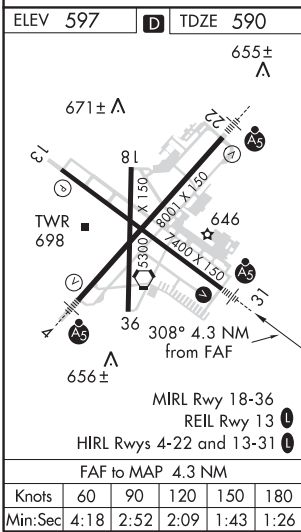 ELEV 597 D TDZE 590
655±
671±
22
A5
V
13
18
P
8001 X 150
5300 X 150
TWR
698
646
7400 X 150
V
A5
V
31
4
A5
36
308° 4.3 NM
from FAF
656±
MIRL Rwy 18-36
REIL Rwy 13 L
HIRL Rwys 4-22 and 13-31 L
FAF to MAP 4.3 NM
Knots 60 90 120 150 180
Min:Sec 4:18 2:52 2:09 1:43 1:26